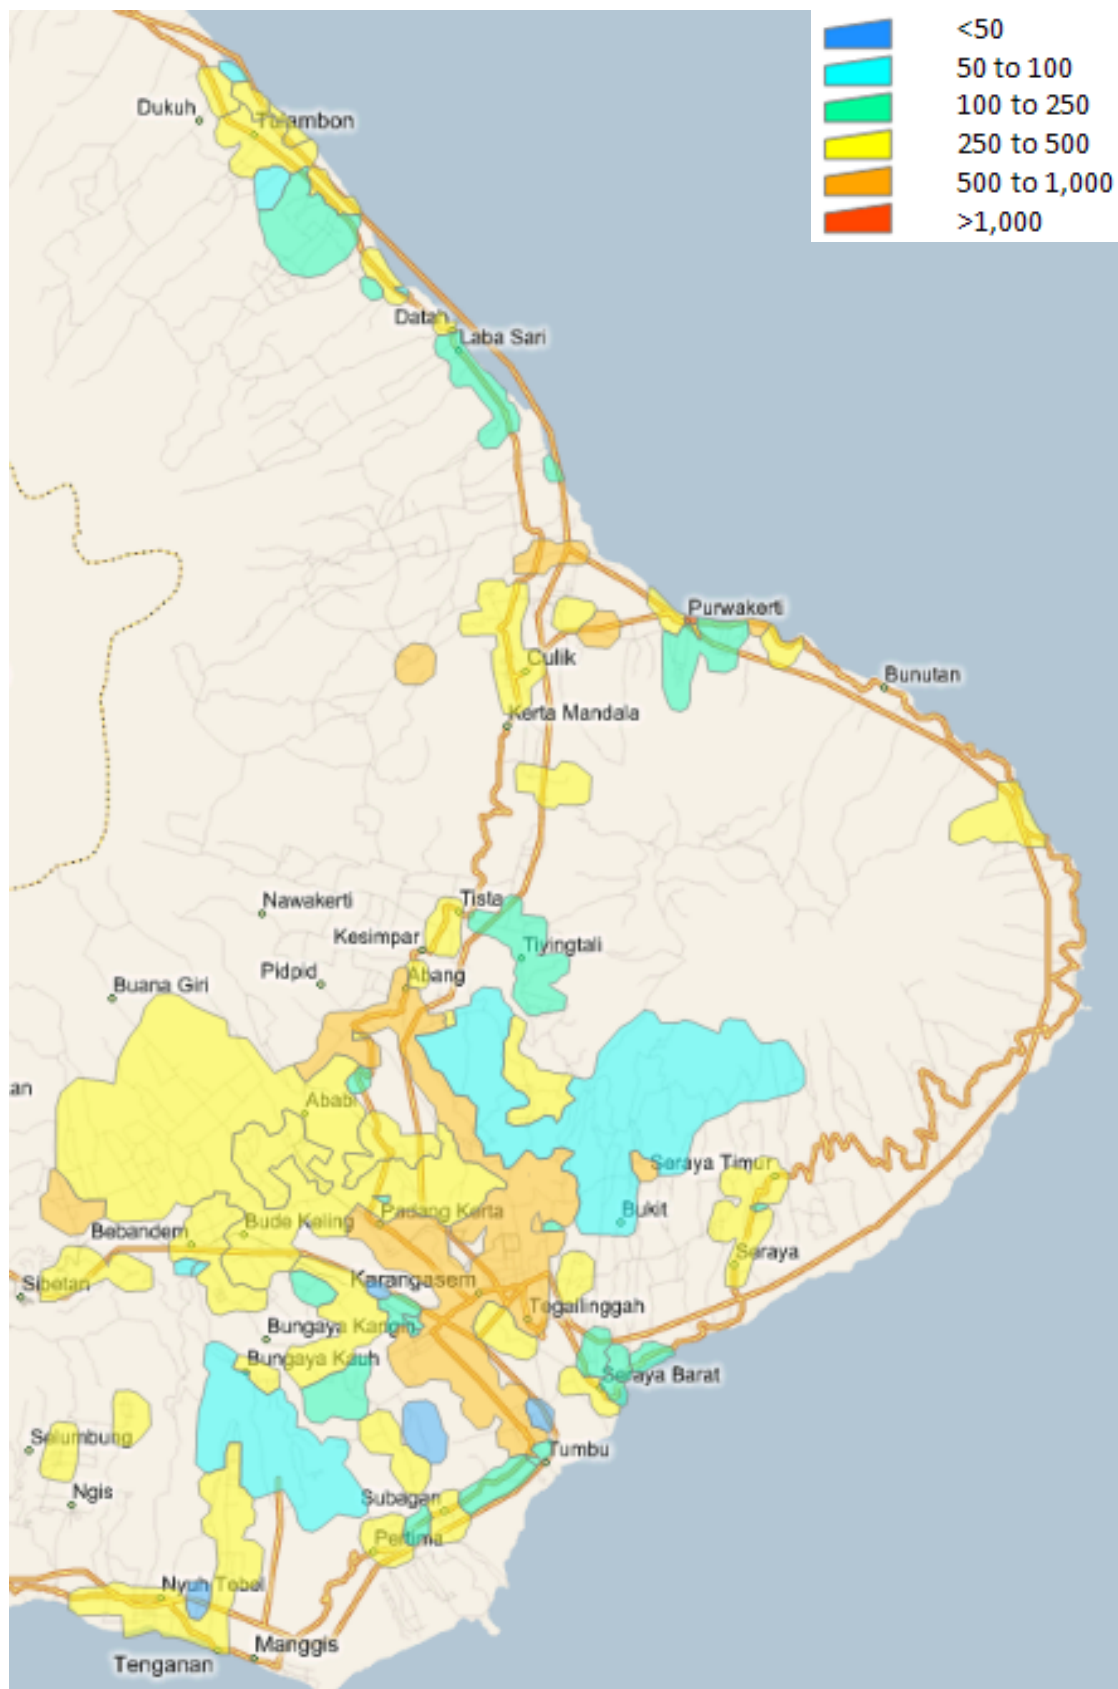 <50
50 to 100
100 to 250
250 to 500
500 to 1,000
>1,000
Dukuh
Tulambon
Datah
Laba Sari
Purwakerti
Culik
Bunutan
Kerta Mandala
Nawakerti
Tista
Kesimpar
Tiyingtali
Pidpid
Abang
Buana Giri
an
Ababi
Seraya Timur
Padang Kerta
Bukit
Bude Keling
Bebandem
Seraya
Sibetan
Karangasem
Togailinggah
Bungaya Kangin
Bungaya Kauh
Seraya Barat
Selumbung
Tumbu
Ngis
Subagan
Pertima
Nyuh Tebel
Manggis
Tenganan